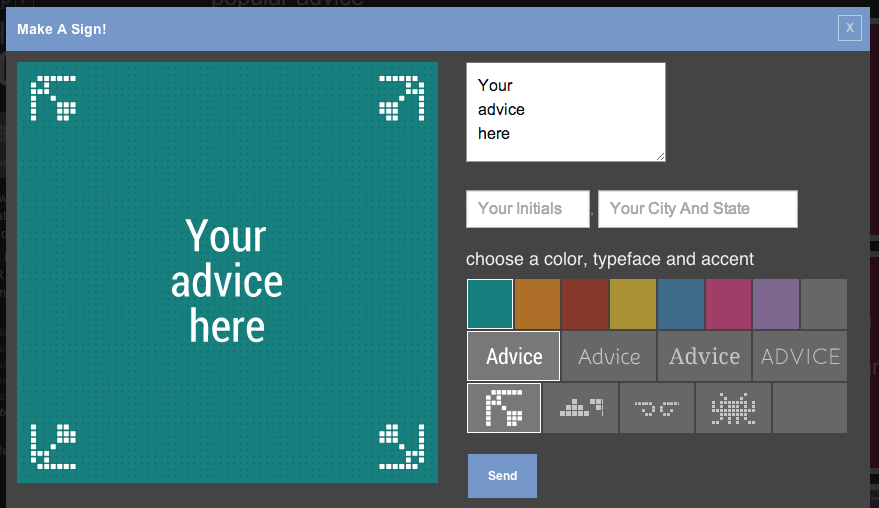 popular advice
Make A Sign!
X
Your
advice
here
Your
advice
here
Your Initials, Your City And State
choose a color, typeface and accent
Advice Advice Advice ADVICE
Send